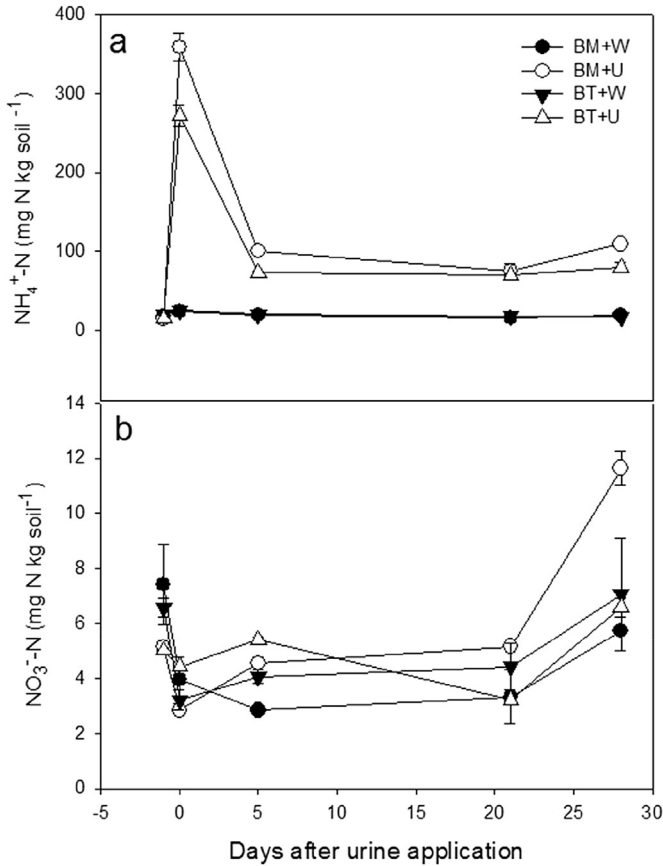 a
BM+W
BM+U
BT+W
BT+U
400
300
200
100
0
NH₄⁺-N (mg N kg soil⁻¹)
b
14
12
10
8
6
4
2
0
NO₃⁻-N (mg N kg soil⁻¹)
-5 0 5 10 15 20 25 30
Days after urine application